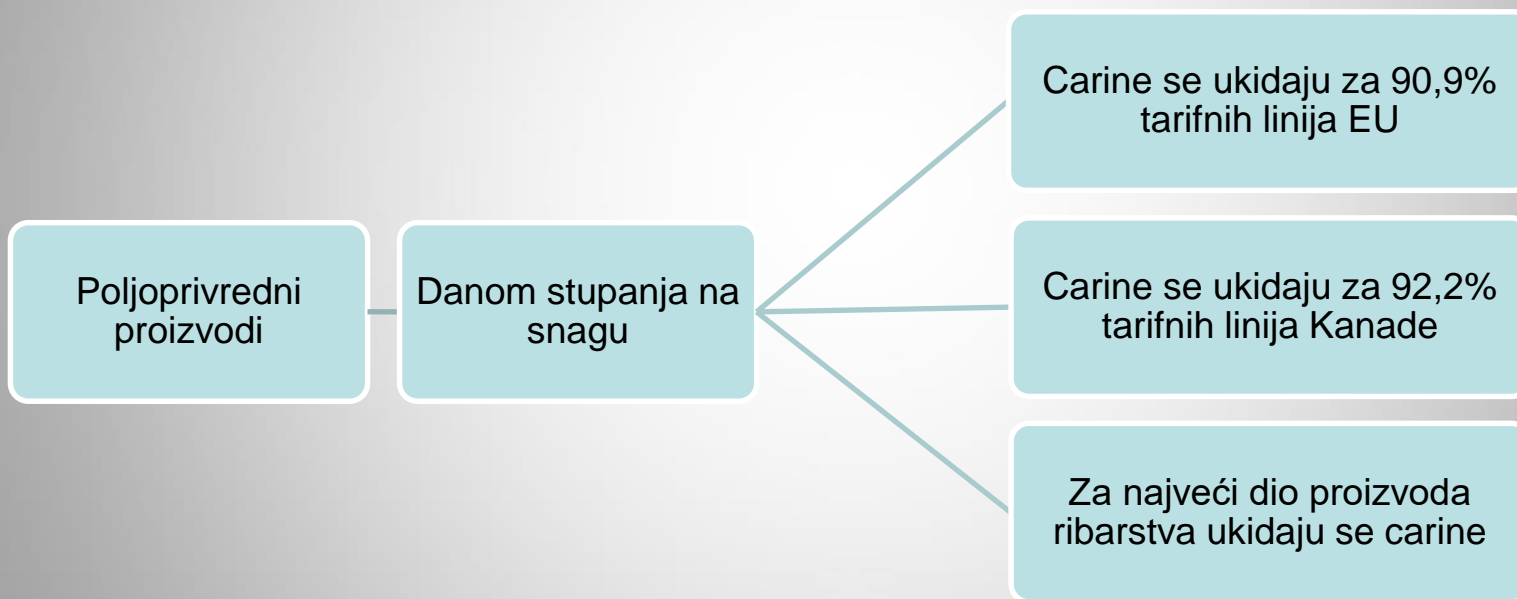 Poljoprivredni
proizvodi
Danom stupanja na
snagu
Carine se ukidaju za 90,9%
tarifnih linija EU
Carine se ukidaju za 92,2%
tarifnih linija Kanade
Za najveći dio proizvoda
ribarstva ukidaju se carine